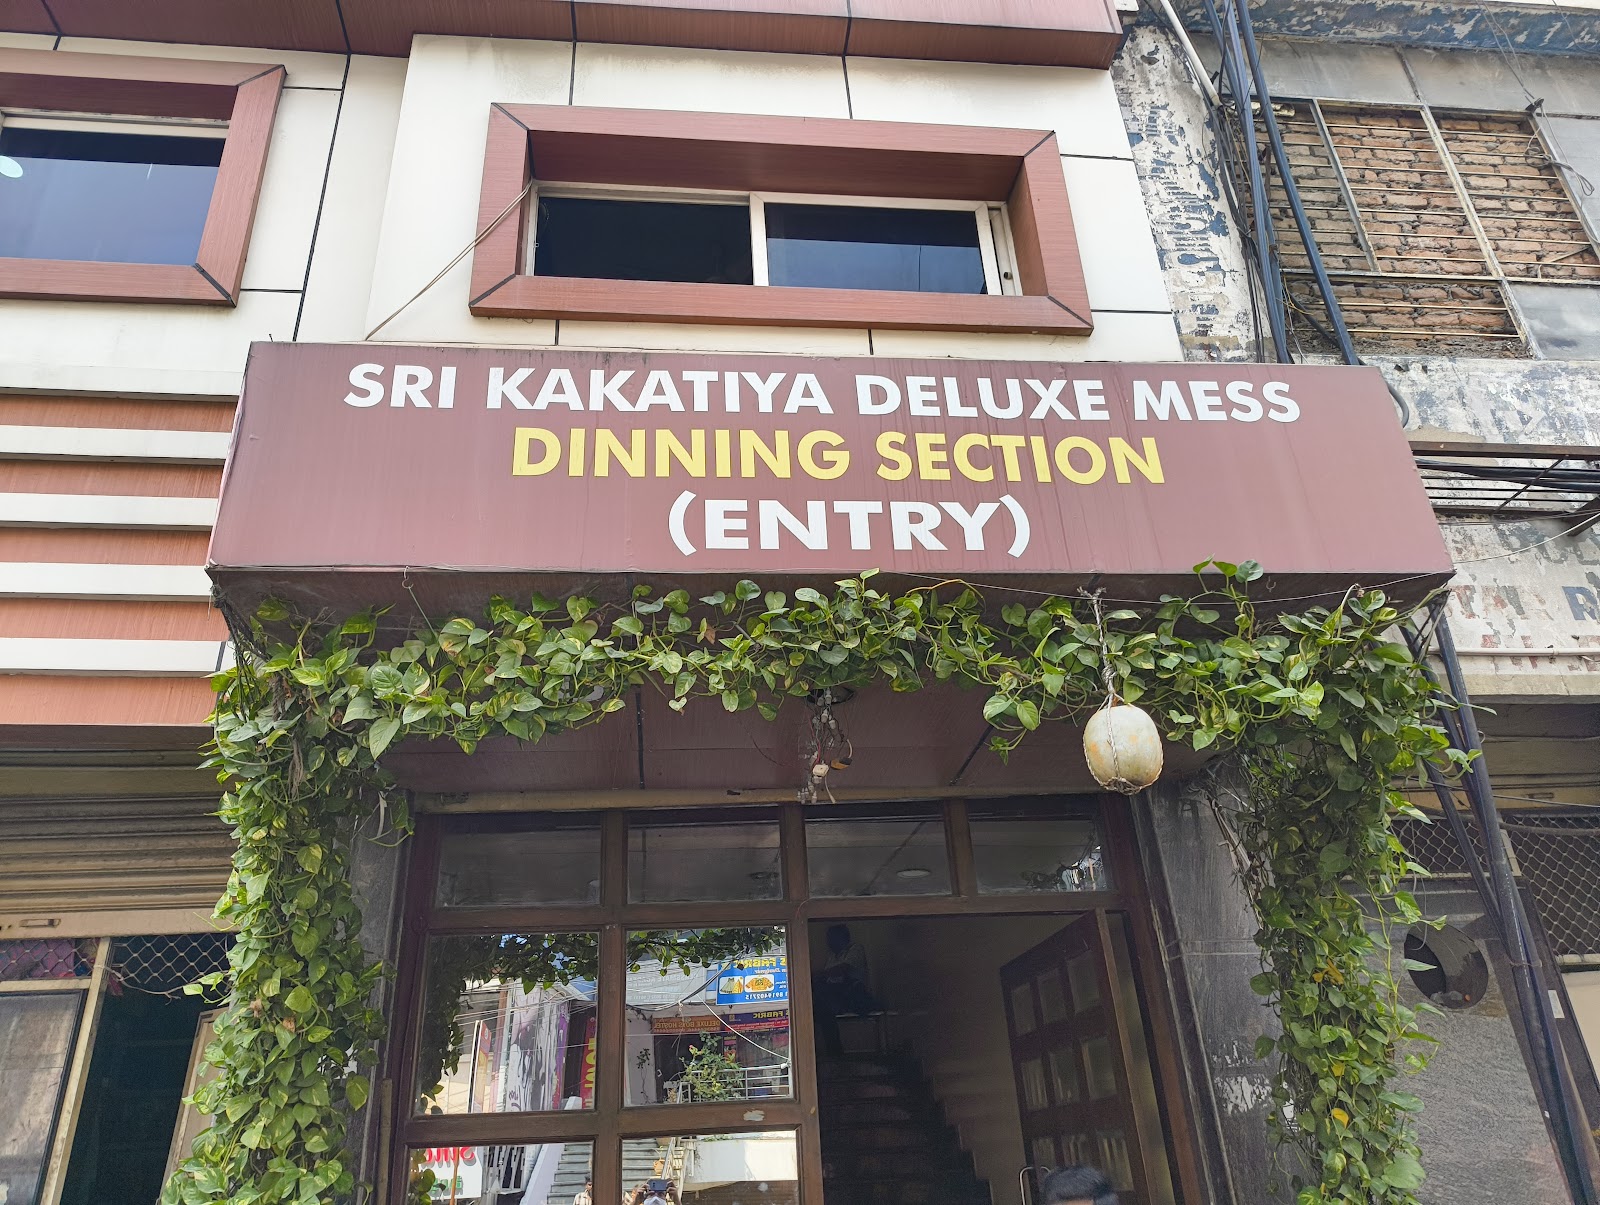 SRI KAKATIYA DELUXE MESS
DINNING SECTION
(ENTRY)